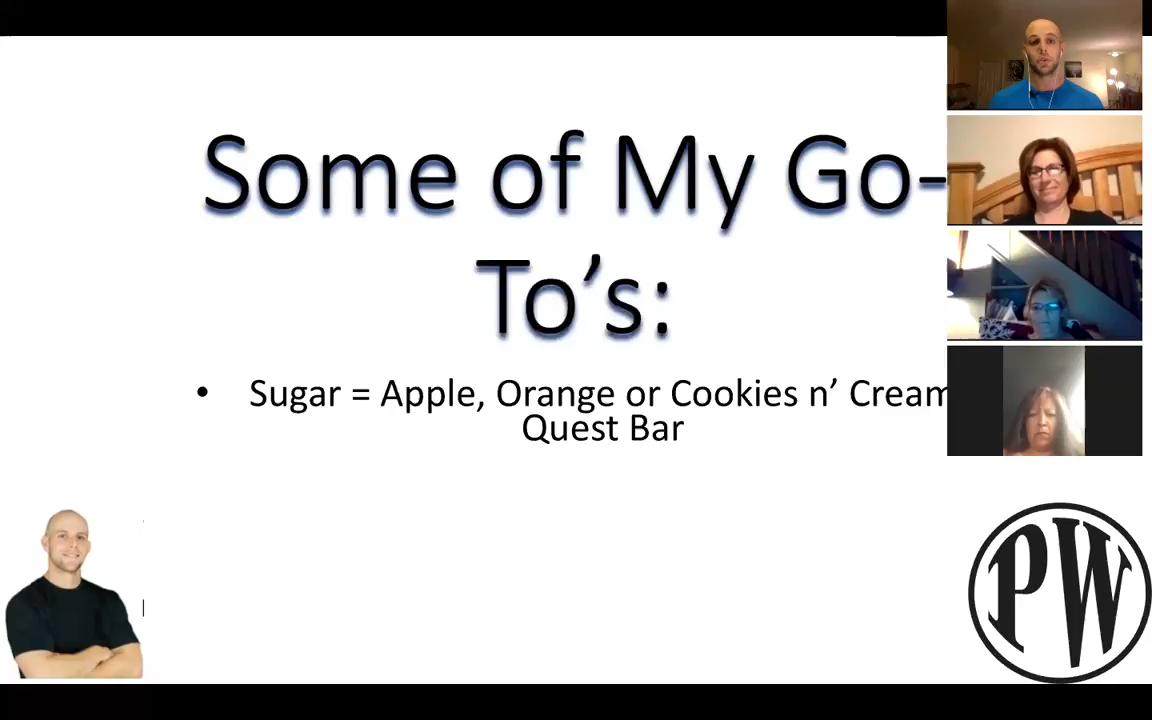 Some of My Go-
To’s:
• Sugar = Apple, Orange or Cookies n’ Cream
Quest Bar
PW